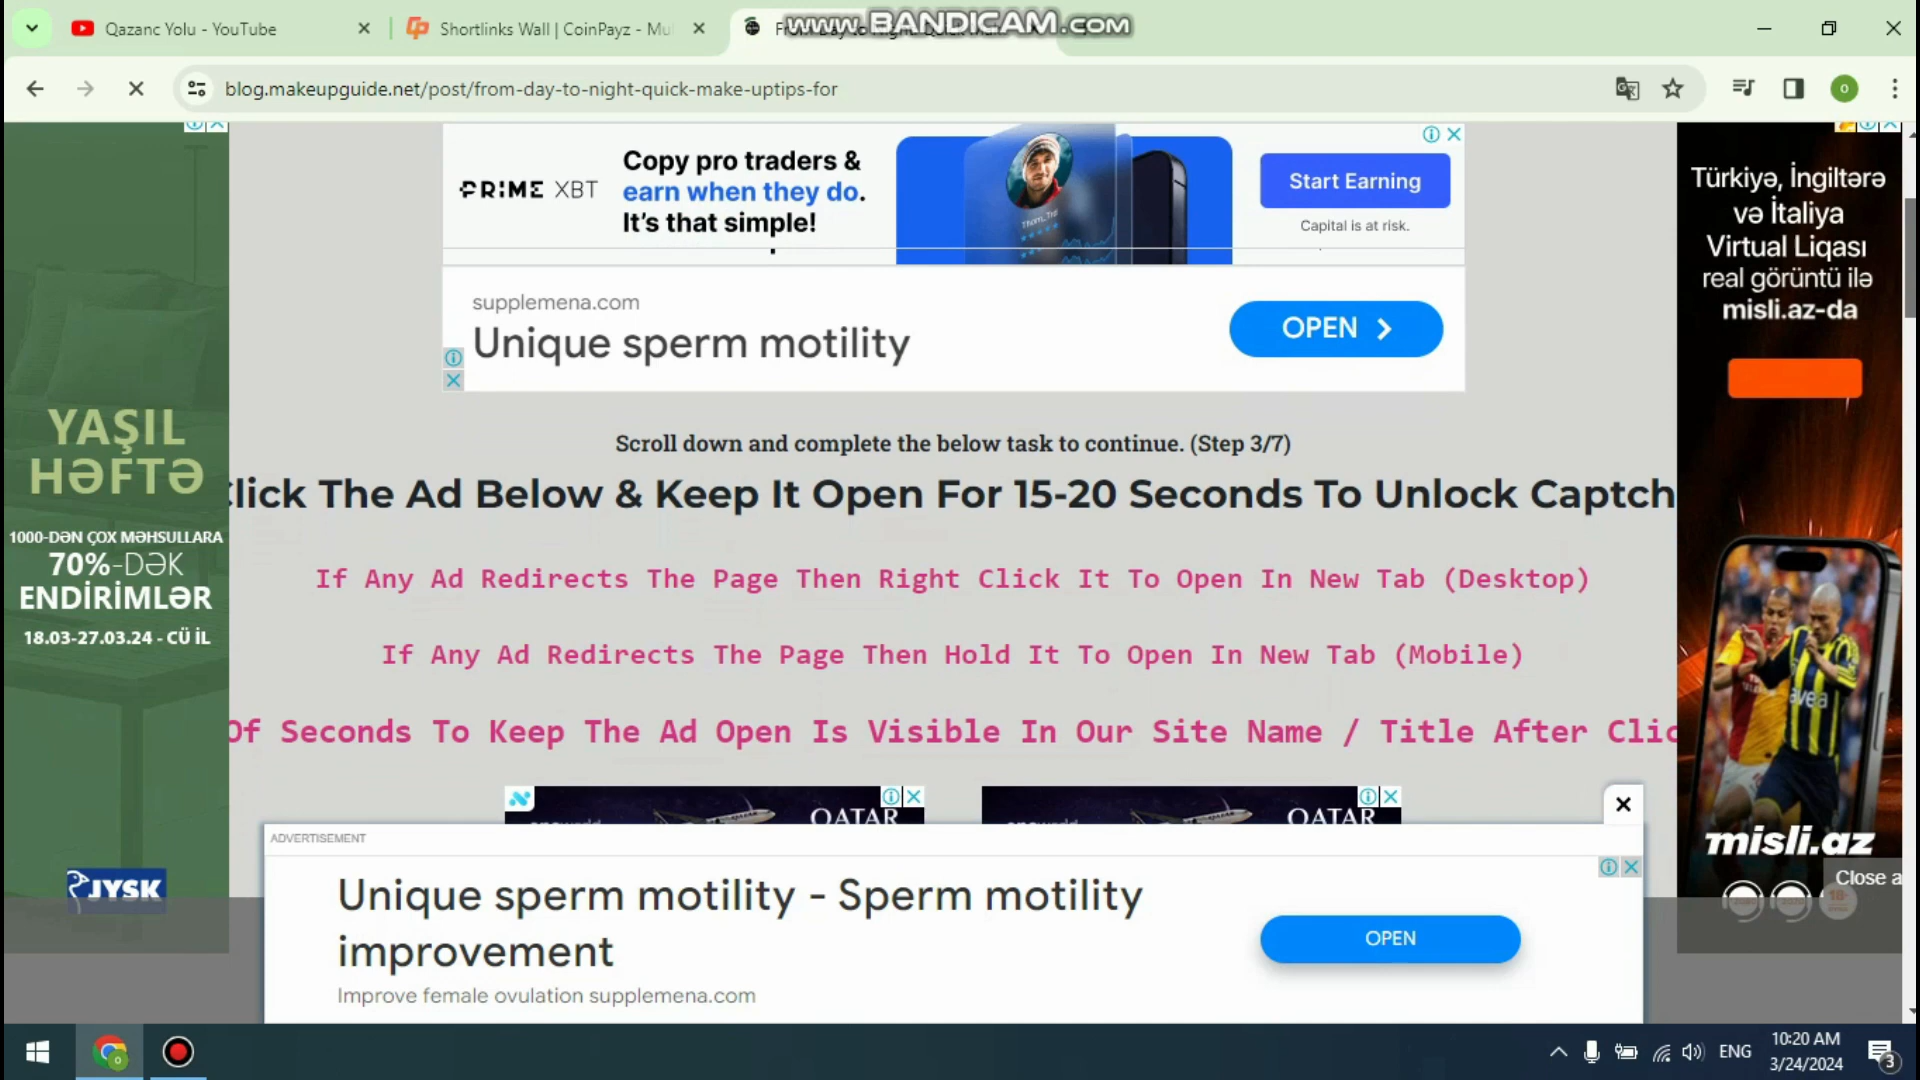 Qazanc Yolu - YouTube
Shortlinks Wall | CoinPayz - Mul
WWW.BANDICAM.COM
blog.makeupguide.net/post/from-day-to-night-quick-make-uptips-for
PRIME XBT
Copy pro traders &
earn when they do.
It's that simple!
Start Earning
Capital is at risk.
supplemena.com
Unique sperm motility
OPEN
Scroll down and complete the below task to continue. (Step 3/7)
lick The Ad Below & Keep It Open For 15-20 Seconds To Unlock Captch
If Any Ad Redirects The Page Then Right Click It To Open In New Tab (Desktop)
If Any Ad Redirects The Page Then Hold It To Open In New Tab (Mobile)
Of Seconds To Keep The Ad Open Is Visible In Our Site Name / Title After Clic
QATAR
QATAR
ADVERTISEMENT
Unique sperm motility - Sperm motility
improvement
Improve female ovulation supplemena.com
OPEN
YAŞIL
HƏFTƏ
1000-DƏN ÇOX MƏHSULLARA
70%-DƏK
ENDİRİMLƏR
18.03-27.03.24 - CÜ İL
JYSK
Türkiyə, İngiltərə
və İtaliya
Virtual Liqası
real görüntü ilə
misli.az-da
avea
misli.az
Close a
18+
ENG
10:20 AM
3/24/2024
3